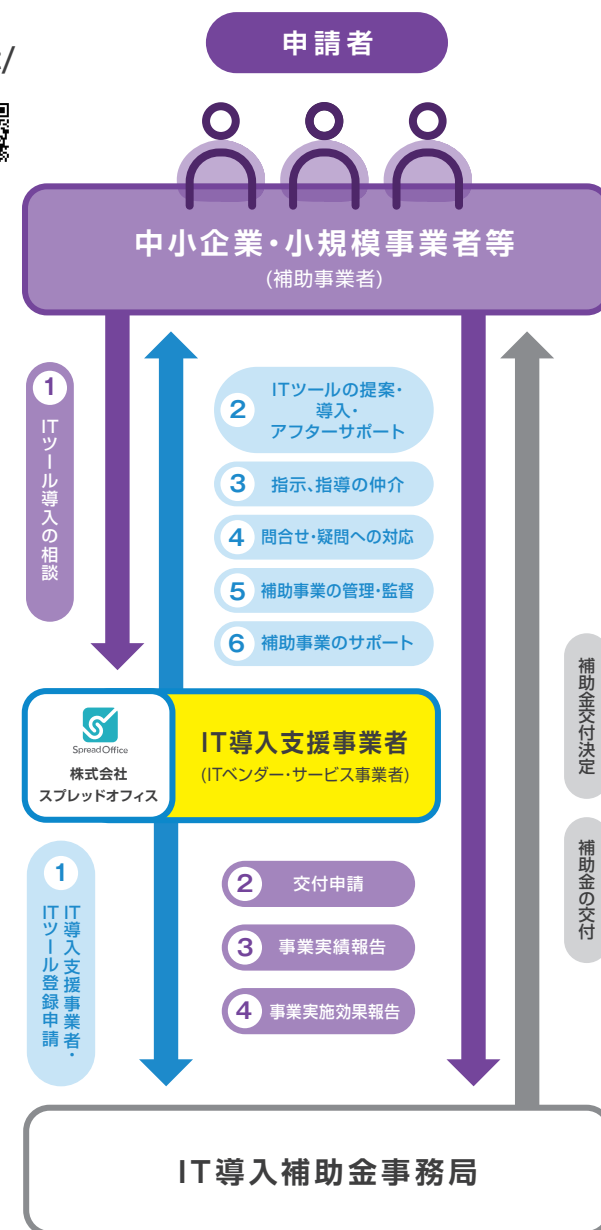 /
申請者
中小企業・小規模事業者等
(補助事業者)
1
ITツール導入の相談
2
ITツールの提案・
導入・
アフターサポート
3
指示、指導の仲介
4
問合せ・疑問への対応
5
補助事業の管理・監督
6
補助事業のサポート
補助金交付決定
Spread Office
株式会社
スプレッドオフィス
IT導入支援事業者
(ITベンダー・サービス事業者)
補助金の交付
1
IT導入支援事業者・
ITツール登録申請
2
交付申請
3
事業実績報告
4
事業実施効果報告
IT導入補助金事務局